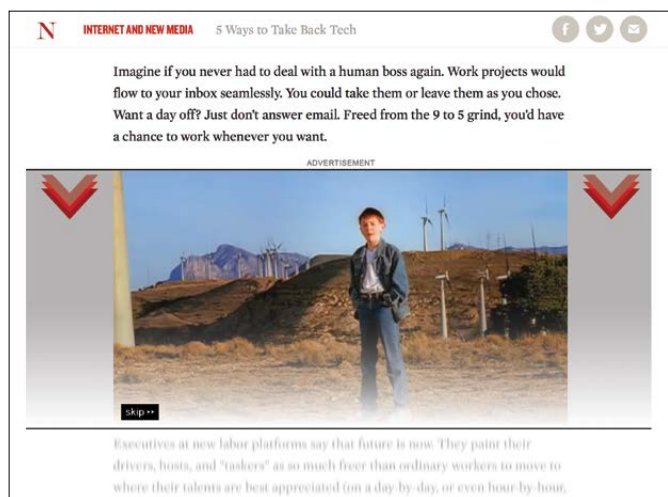 N INTERNET AND NEW MEDIA 5 Ways to Take Back Tech
Imagine if you never had to deal with a human boss again. Work projects would
flow to your inbox seamlessly. You could take them or leave them as you chose.
Want a day off? Just don't answer email. Freed from the 9 to 5 grind, you'd have
a chance to work whenever you want.
ADVERTISEMENT
skip
Executives at new labor platforms say that future is now. They paint their
drivers, hosts, and "taskers" as so much freer than ordinary workers to move to
where their talents are best appreciated (on a day-by-day, or even hour-by-hour,